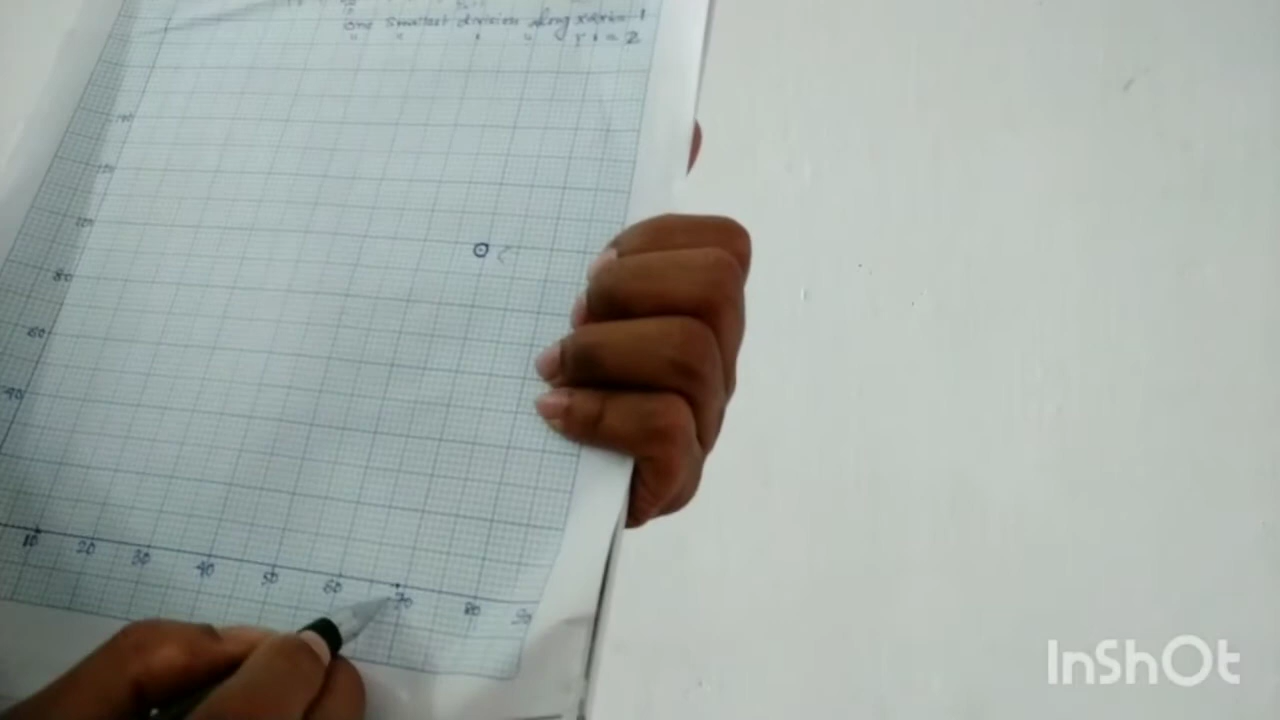 One smallest division along x axis = 1
" " " " Y " = 2
80
60
40
10 20 30 40 50 60 70 80 90
InShOt